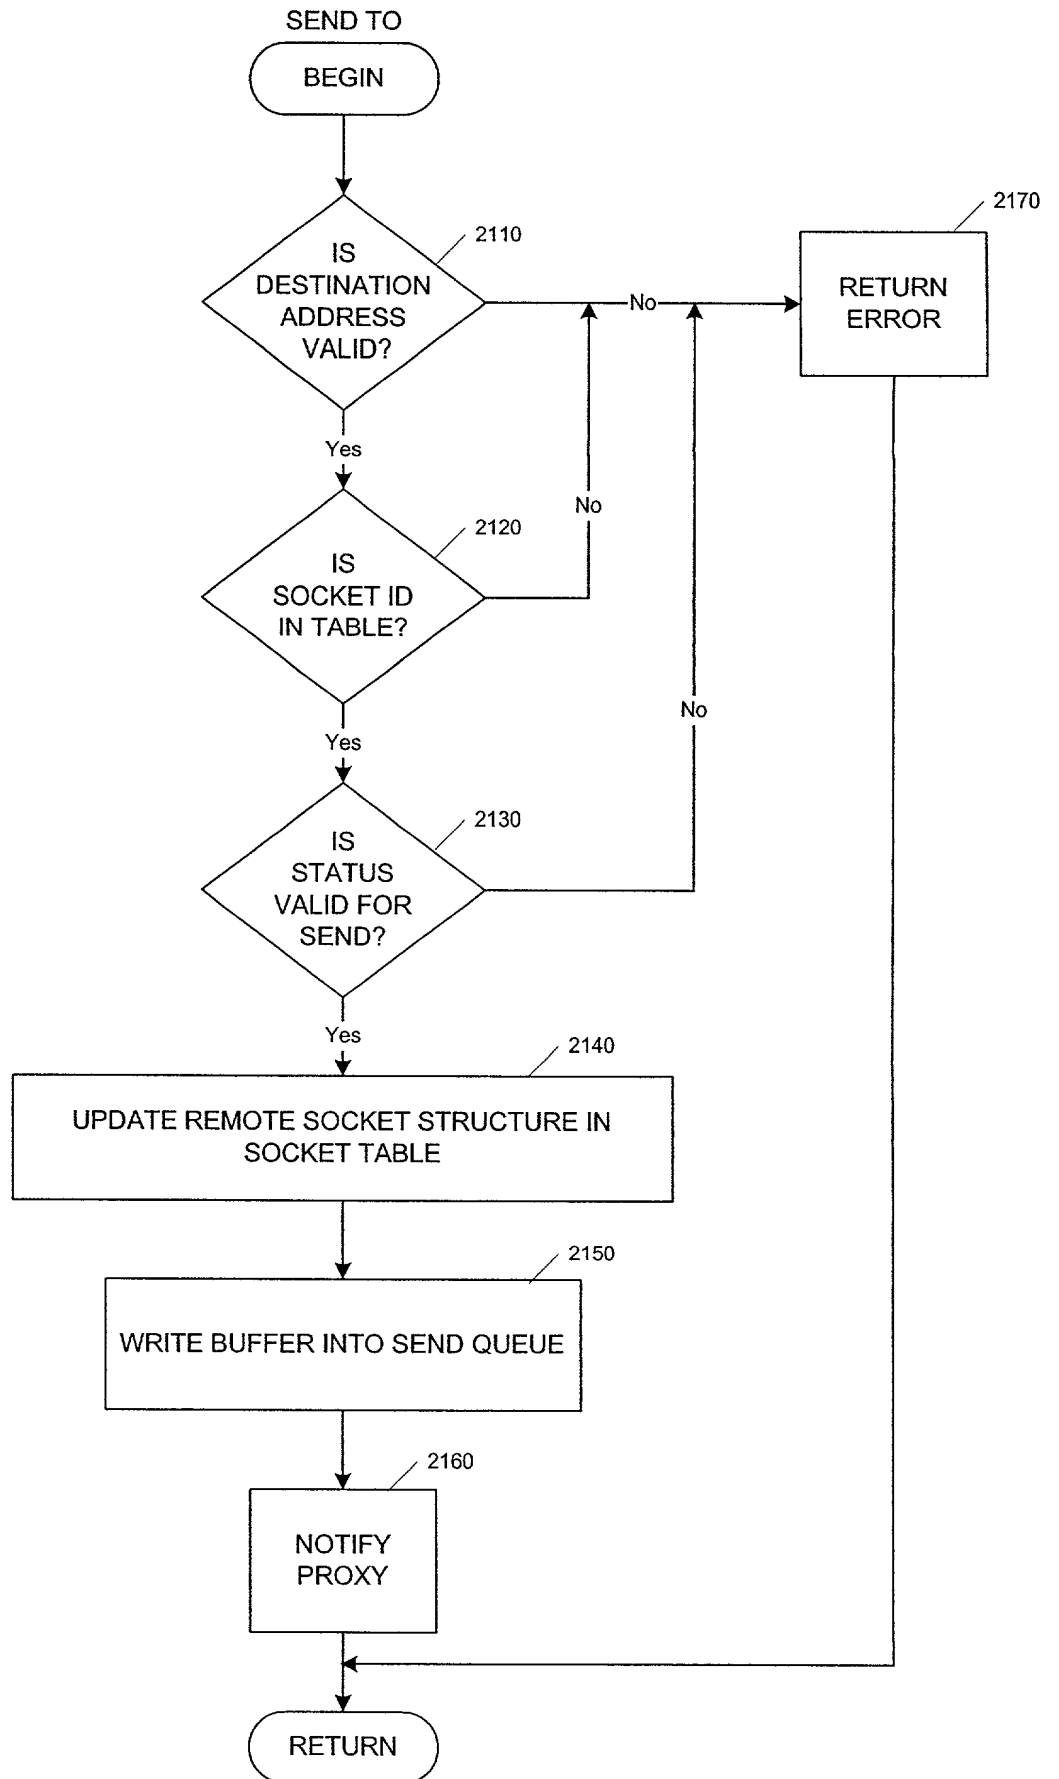 SEND TO
BEGIN
2110
IS
DESTINATION
ADDRESS
VALID?
No
2170
RETURN
ERROR
Yes
2120
IS
SOCKET ID
IN TABLE?
No
Yes
2130
IS
STATUS
VALID FOR
SEND?
No
Yes
2140
UPDATE REMOTE SOCKET STRUCTURE IN
SOCKET TABLE
2150
WRITE BUFFER INTO SEND QUEUE
2160
NOTIFY
PROXY
RETURN